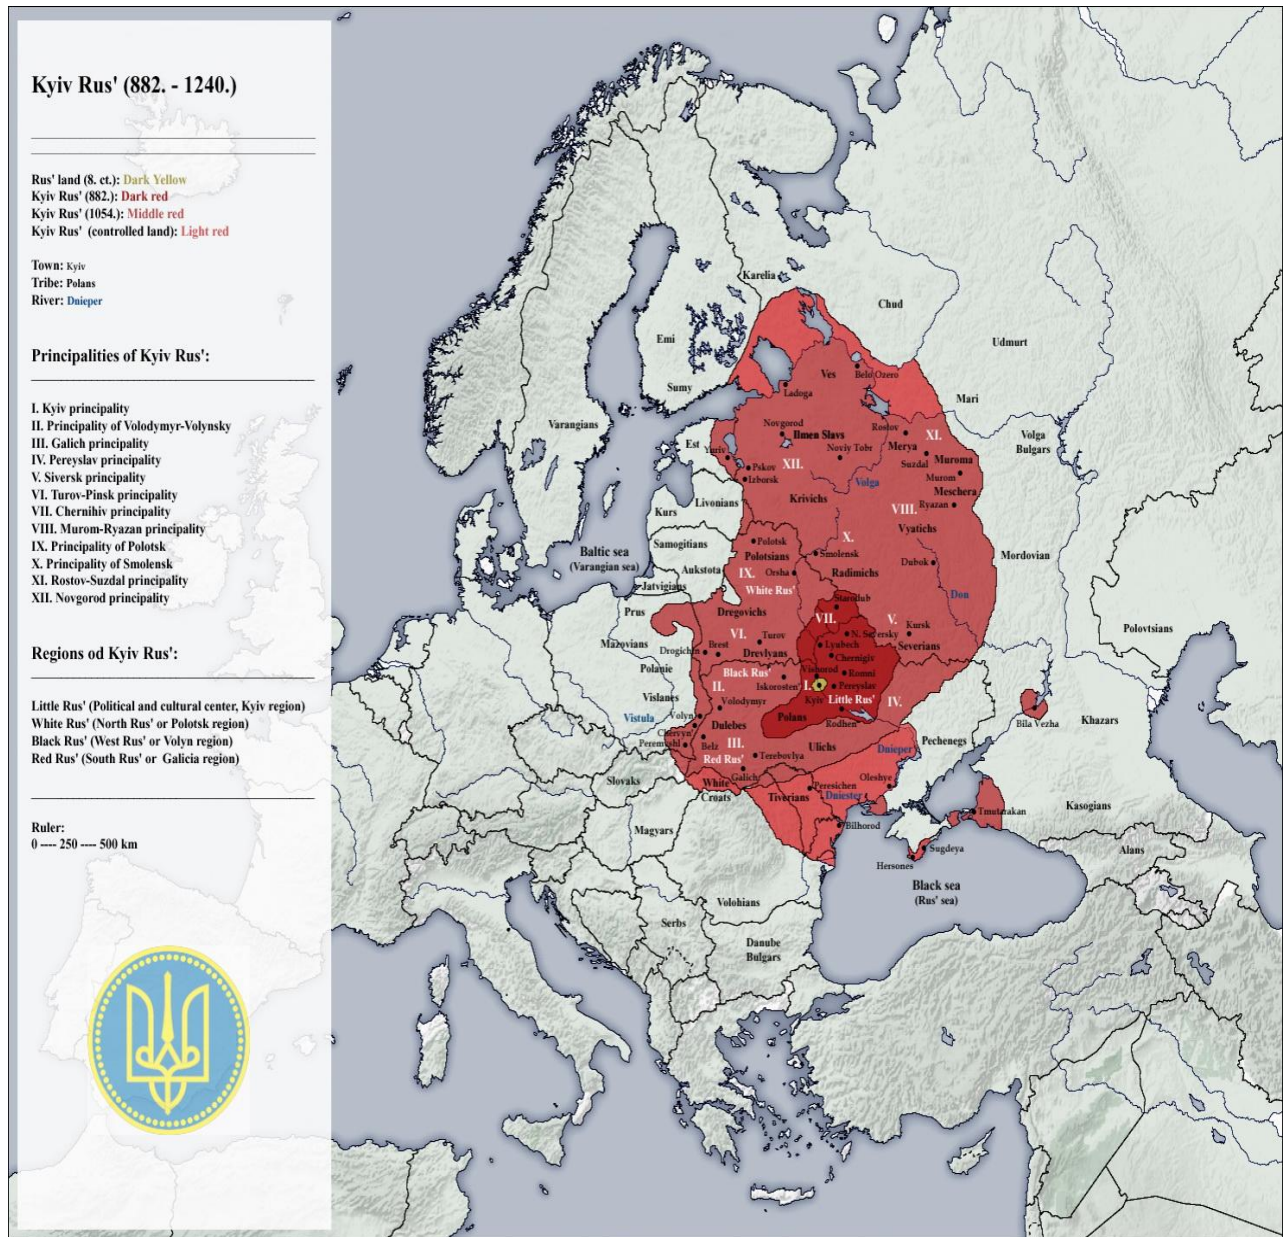 Kyiv Rus' (882. - 1240.)
Rus' land (8. ct.): Dark Yellow
Kyiv Rus' (882.): Dark red
Kyiv Rus' (1054.): Middle red
Kyiv Rus' (controlled land): Light red
Town: Kyiv
Tribe: Polans
River: Dnieper
Principalities of Kyiv Rus':
I. Kyiv principality
II. Principality of Volodymyr-Volynsky
III. Galich principality
IV. Pereyslav principality
V. Siversk principality
VI. Turov-Pinsk principality
VII. Chernihiv principality
VIII. Murom-Ryazan principality
IX. Principality of Polotsk
X. Principality of Smolensk
XI. Rostov-Suzdal principality
XII. Novgorod principality
Regions od Kyiv Rus':
Little Rus' (Political and cultural center, Kyiv region)
White Rus' (North Rus' or Polotsk region)
Black Rus' (West Rus' or Volyn region)
Red Rus' (South Rus' or Galicia region)
Ruler:
0 ---- 250 ---- 500 km
Karelia
Chud
Emi
Udmurt
Ves
Belo Ozero
Sumy
Ladoga
Mari
Varangians
Novgorod
Ilmen Slavs
Rostov
XI.
Volga
Bulgars
Est
Yuriv
Noviy Tobr
Merya
Suzdal
Muroma
Pskov
XII.
Murom
Izborsk
Volga
Meschera
Livonians
Krivichs
Ryazan
Kurs
VIII.
Vyatichs
Samogitians
Polotsk
X.
Baltic sea
(Varangian sea)
Polotsians
Smolensk
Mordovian
Aukstota
IX.
Orsha
Radimichs
Dubok
Jatvigians
White Rus'
Don
Prus
Dregovichs
Starodub
VII.
V.
Kursk
Polovtsians
Mazovians
VI.
Turov
N. Siversky
Drogichin
Brest
Drevlyans
Lyubech
Severians
Chernigiv
Polanie
Black Rus'
Vishorod
Romni
II.
Iskorosten'
I.
Pereyslav
Vislanes
Volodymyr
Kyiv
Little Rus'
IV.
Vistula
Volyn
Polans
Rodhen'
Bila Vezha
Khazars
Chervyn'
Dulebes
Peremyshl
Belz
III.
Ulichs
Dnieper
Pechenegs
Red Rus'
Terebovlya
Slovaks
White
Croats
Galich
Peresichen
Oleshye
Tiverians
Dniester
Tmutarakan
Kasogians
Magyars
Bilhorod
Sugdeya
Hersones
Alans
Black sea
(Rus' sea)
Volohians
Serbs
Danube
Bulgars